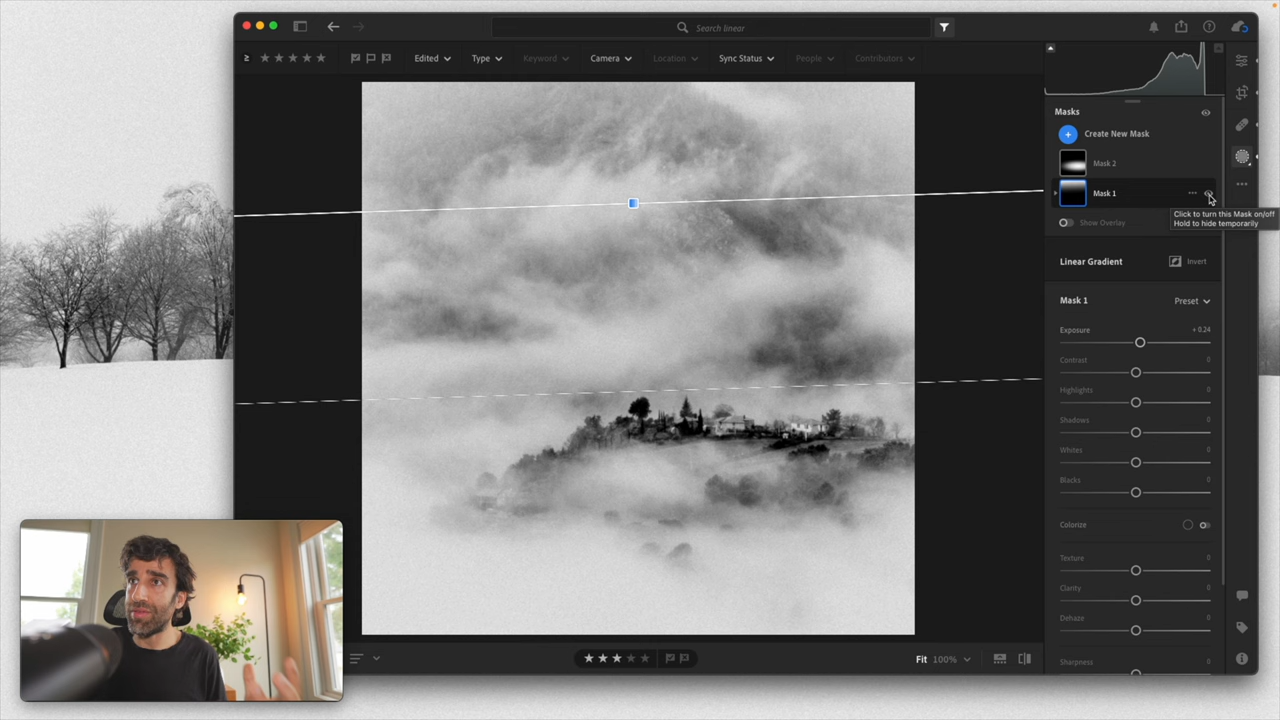 Search linear
≥
Edited
Type
Keyword
Camera
Location
Sync Status
People
Contributors
Masks
Create New Mask
Mask 2
Mask 1
Click to turn this Mask on/off
Hold to hide temporarily
Show Overlay
Linear Gradient
Invert
Mask 1
Preset
Exposure
+ 0.24
Contrast
0
Highlights
0
Shadows
0
Whites
0
Blacks
0
Colorize
Texture
0
Clarity
0
Dehaze
0
Sharpness
0
Fit
100%